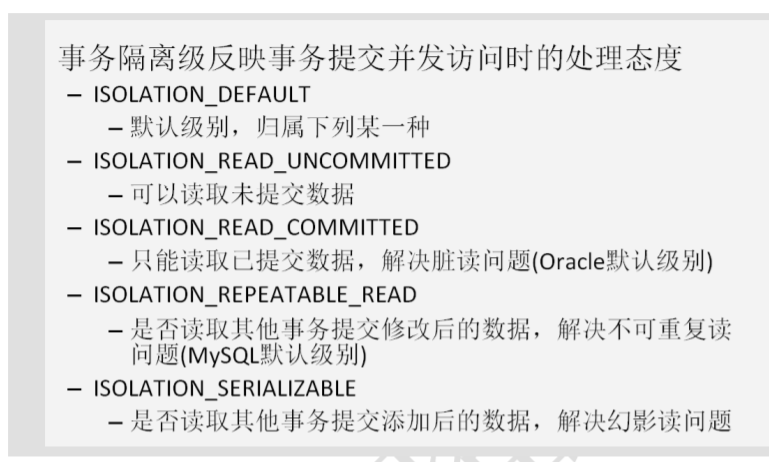 事务隔离级反映事务提交并发访问时的处理态度
– ISOLATION_DEFAULT
– 默认级别，归属下列某一种
– ISOLATION_READ_UNCOMMITTED
– 可以读取未提交数据
– ISOLATION_READ_COMMITTED
– 只能读取已提交数据，解决脏读问题(Oracle默认级别)
– ISOLATION_REPEATABLE_READ
– 是否读取其他事务提交修改后的数据，解决不可重复读
问题(MySQL默认级别)
– ISOLATION_SERIALIZABLE
– 是否读取其他事务提交添加后的数据，解决幻影读问题